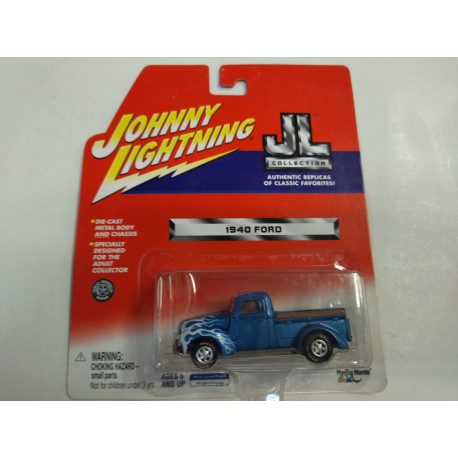 JOHNNY
LIGHTNING
JL
COLLECTION
AUTHENTIC REPLICAS
OF CLASSIC FAVORITES!
•DIE-CAST
METAL BODY
AND CHASSIS
•SPECIALLY
DESIGNED
FOR THE
ADULT
COLLECTOR
1940 FORD
WARNING:
CHOKING HAZARD–
small parts.
Not for children under 3 yrs.
AGES 8
AND UP